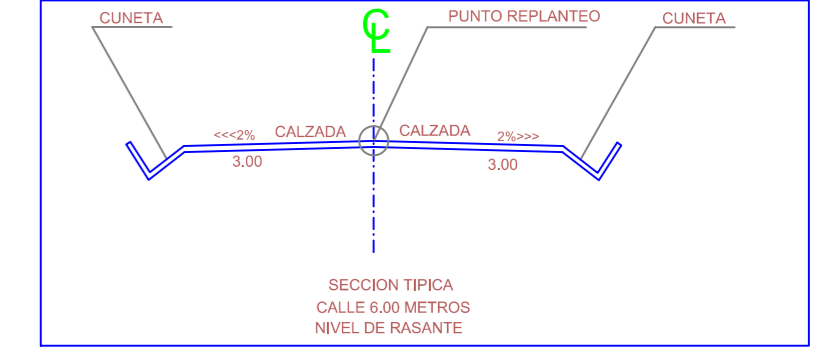 CUNETA
CL
PUNTO REPLANTEO
CUNETA
<<<2%
CALZADA
CALZADA
2%>>>
3.00
3.00
SECCION TIPICA
CALLE 6.00 METROS
NIVEL DE RASANTE